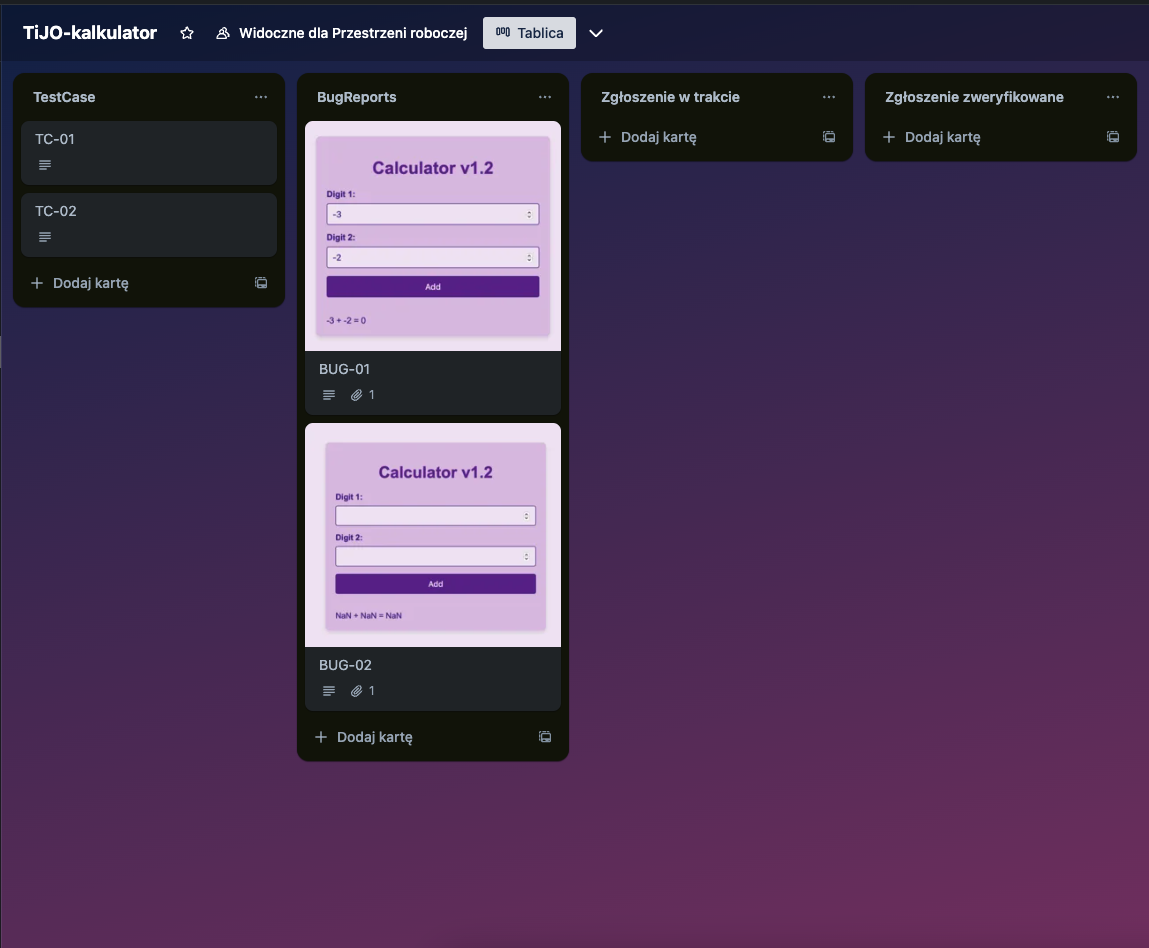 TiJO-kalkulator
Widoczne dla Przestrzeni roboczej
Tablica
TestCase
TC-01
TC-02
Dodaj kartę
BugReports
Calculator v1.2
Digit 1:
-3
Digit 2:
-2
Add
-3 + -2 = 0
BUG-01
1
Calculator v1.2
Digit 1:
Digit 2:
Add
NaN + NaN = NaN
BUG-02
1
Dodaj kartę
Zgłoszenie w trakcie
Dodaj kartę
Zgłoszenie zweryfikowane
Dodaj kartę